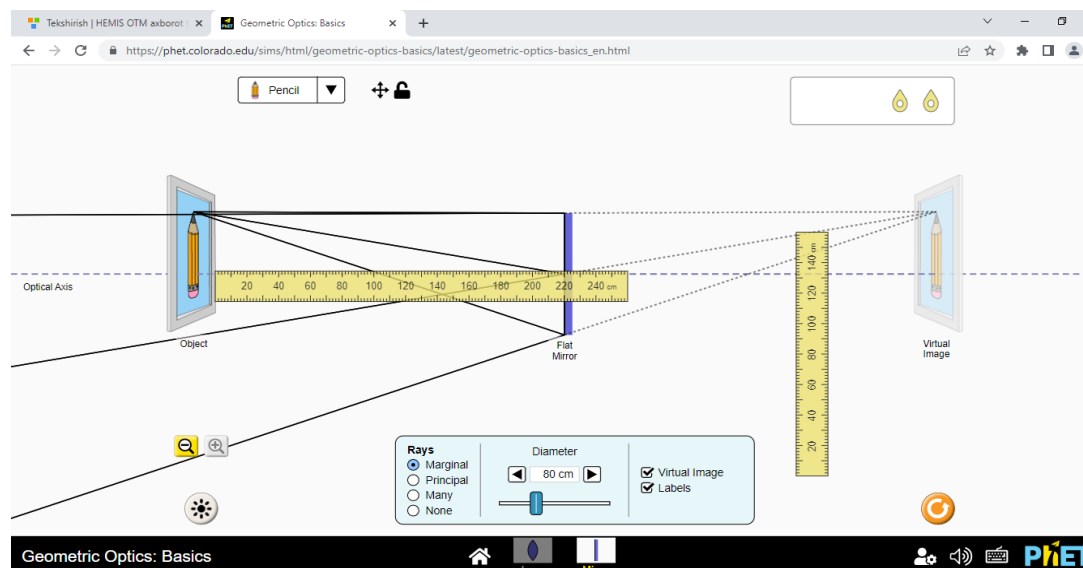 Tekshirish | HEMIS OTM axborot
Geometric Optics: Basics
https://phet.colorado.edu/sims/html/geometric-optics-basics/latest/geometric-optics-basics_en.html
Pencil
Optical Axis
20 40 60 80 100 120 140 160 180 200 220 240 cm
20 40 60 80 100 120 140 cm
Object
Flat
Mirror
Virtual
Image
Rays
Marginal
Principal
Many
None
Diameter
80 cm
Virtual Image
Labels
Geometric Optics: Basics
PhET